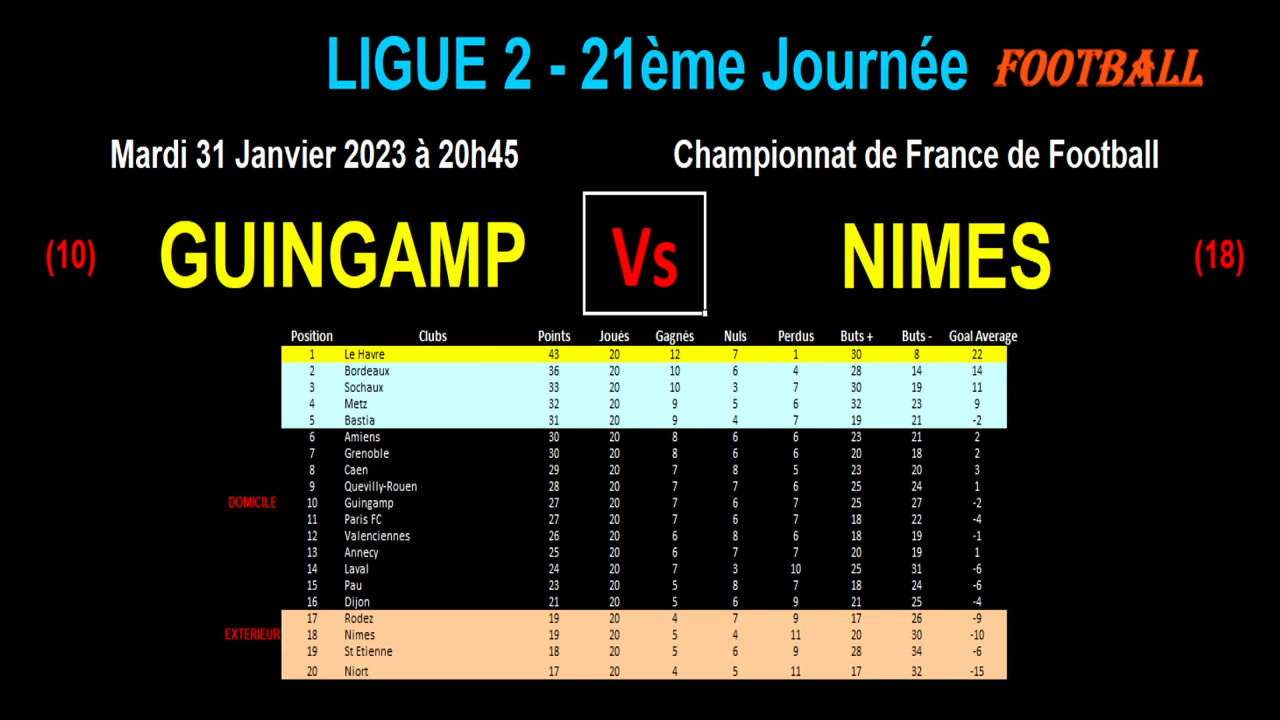 LIGUE 2 - 21ème Journée FOOTBALL
Mardi 31 Janvier 2023 à 20h45 Championnat de France de Football
(10) GUINGAMP Vs NIMES (18)
Position Clubs Points Joués Gagnés Nuls Perdus Buts + Buts - Goal Average
1 Le Havre 43 20 12 7 1 30 8 22
2 Bordeaux 36 20 10 6 4 28 14 14
3 Sochaux 33 20 10 3 7 30 19 11
4 Metz 32 20 9 5 6 32 23 9
5 Bastia 31 20 9 4 7 19 21 -2
6 Amiens 30 20 8 6 6 23 21 2
7 Grenoble 30 20 8 6 6 20 18 2
8 Caen 29 20 7 8 5 23 20 3
9 Quevilly-Rouen 28 20 7 7 6 25 24 1
DOMICILE 10 Guingamp 27 20 7 6 7 25 27 -2
11 Paris FC 27 20 7 6 7 18 22 -4
12 Valenciennes 26 20 6 8 6 18 19 -1
13 Annecy 25 20 6 7 7 20 19 1
14 Laval 24 20 7 3 10 25 31 -6
15 Pau 23 20 5 8 7 18 24 -6
16 Dijon 21 20 5 6 9 21 25 -4
17 Rodez 19 20 4 7 9 17 26 -9
EXTERIEUR 18 Nimes 19 20 5 4 11 20 30 -10
19 St Etienne 18 20 5 6 9 28 34 -6
20 Niort 17 20 4 5 11 17 32 -15